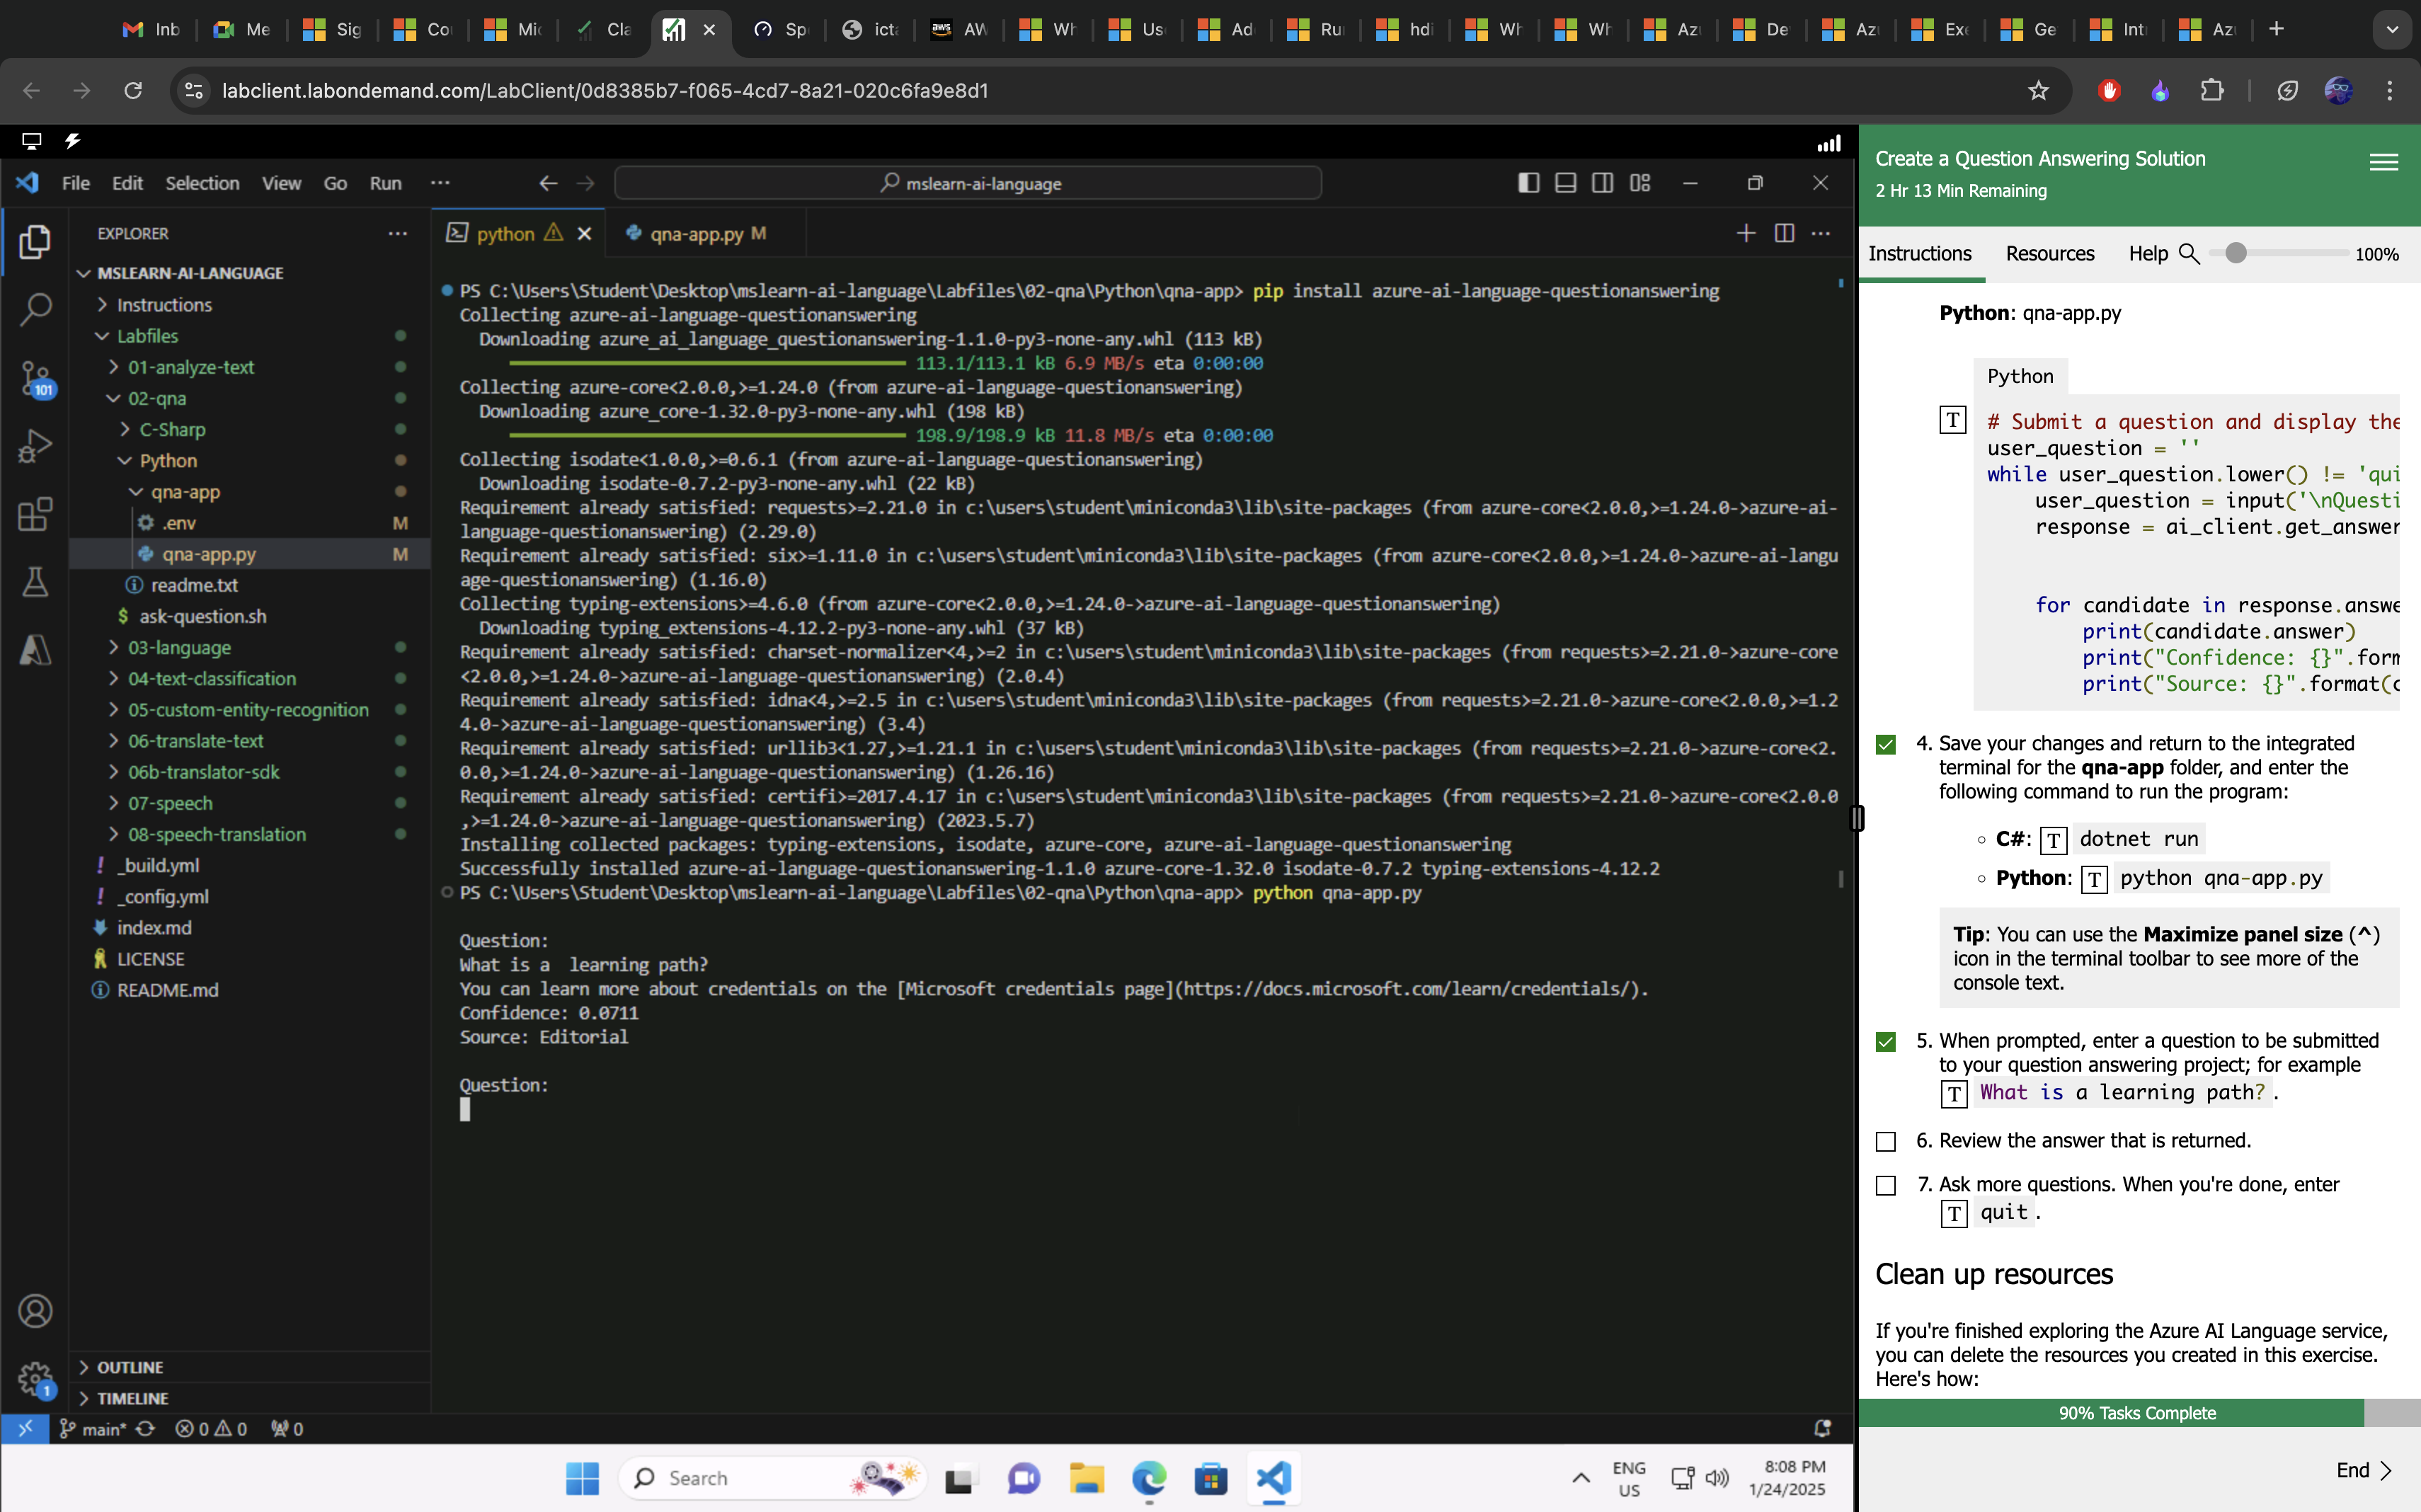 Inb
Me
Sig
Co
Mic
Cla
Sp
icta
AW
Wh
Us
Ad
Ru
hdi
Wh
Wh
Az
De
Az
Exe
Ge
Int
Az
labclient.labondemand.com/LabClient/0d8385b7-f065-4cd7-8a21-020c6fa9e8d1
File Edit Selection View Go Run ···
mslearn-ai-language
EXPLORER
MSLEARN-AI-LANGUAGE
Instructions
Labfiles
01-analyze-text
02-qna
C-Sharp
Python
qna-app
.env M
qna-app.py M
readme.txt
$ ask-question.sh
03-language
04-text-classification
05-custom-entity-recognition
06-translate-text
06b-translator-sdk
07-speech
08-speech-translation
! _build.yml
! _config.yml
index.md
LICENSE
README.md
OUTLINE
TIMELINE
101
1
python
qna-app.py M
PS C:\Users\Student\Desktop\mslearn-ai-language\Labfiles\02-qna\Python\qna-app> pip install azure-ai-language-questionanswering
Collecting azure-ai-language-questionanswering
Downloading azure_ai_language_questionanswering-1.1.0-py3-none-any.whl (113 kB)
113.1/113.1 kB 6.9 MB/s eta 0:00:00
Collecting azure-core<2.0.0,>=1.24.0 (from azure-ai-language-questionanswering)
Downloading azure_core-1.32.0-py3-none-any.whl (198 kB)
198.9/198.9 kB 11.8 MB/s eta 0:00:00
Collecting isodate<1.0.0,>=0.6.1 (from azure-ai-language-questionanswering)
Downloading isodate-0.7.2-py3-none-any.whl (22 kB)
Requirement already satisfied: requests>=2.21.0 in c:\users\student\miniconda3\lib\site-packages (from azure-core<2.0.0,>=1.24.0->azure-ai-
language-questionanswering) (2.29.0)
Requirement already satisfied: six>=1.11.0 in c:\users\student\miniconda3\lib\site-packages (from azure-core<2.0.0,>=1.24.0->azure-ai-langu
age-questionanswering) (1.16.0)
Collecting typing-extensions>=4.6.0 (from azure-core<2.0.0,>=1.24.0->azure-ai-language-questionanswering)
Downloading typing_extensions-4.12.2-py3-none-any.whl (37 kB)
Requirement already satisfied: charset-normalizer<4,>=2 in c:\users\student\miniconda3\lib\site-packages (from requests>=2.21.0->azure-core
<2.0.0,>=1.24.0->azure-ai-language-questionanswering) (2.0.4)
Requirement already satisfied: idna<4,>=2.5 in c:\users\student\miniconda3\lib\site-packages (from requests>=2.21.0->azure-core<2.0.0,>=1.2
4.0->azure-ai-language-questionanswering) (3.4)
Requirement already satisfied: urllib3<1.27,>=1.21.1 in c:\users\student\miniconda3\lib\site-packages (from requests>=2.21.0->azure-core<2.
0.0,>=1.24.0->azure-ai-language-questionanswering) (1.26.16)
Requirement already satisfied: certifi>=2017.4.17 in c:\users\student\miniconda3\lib\site-packages (from requests>=2.21.0->azure-core<2.0.0
,>=1.24.0->azure-ai-language-questionanswering) (2023.5.7)
Installing collected packages: typing-extensions, isodate, azure-core, azure-ai-language-questionanswering
Successfully installed azure-ai-language-questionanswering-1.1.0 azure-core-1.32.0 isodate-0.7.2 typing-extensions-4.12.2
PS C:\Users\Student\Desktop\mslearn-ai-language\Labfiles\02-qna\Python\qna-app> python qna-app.py
Question:
What is a  learning path?
You can learn more about credentials on the [Microsoft credentials page](https://docs.microsoft.com/learn/credentials/).
Confidence: 0.0711
Source: Editorial
Question:
main* 0 0 0
Search
ENG
US
8:08 PM
1/24/2025
Create a Question Answering Solution
2 Hr 13 Min Remaining
Instructions Resources Help 100%
Python: qna-app.py
Python
T
# Submit a question and display the
user_question = ''
while user_question.lower() != 'qui
user_question = input('\nQuesti
response = ai_client.get_answer
for candidate in response.answe
print(candidate.answer)
print("Confidence: {}".form
print("Source: {}".format(c
4. Save your changes and return to the integrated
terminal for the qna-app folder, and enter the
following command to run the program:
C#: T dotnet run
Python: T python qna-app.py
Tip: You can use the Maximize panel size (^)
icon in the terminal toolbar to see more of the
console text.
5. When prompted, enter a question to be submitted
to your question answering project; for example
T What is a learning path?.
6. Review the answer that is returned.
7. Ask more questions. When you're done, enter
T quit.
Clean up resources
If you're finished exploring the Azure AI Language service,
you can delete the resources you created in this exercise.
Here's how:
90% Tasks Complete
End